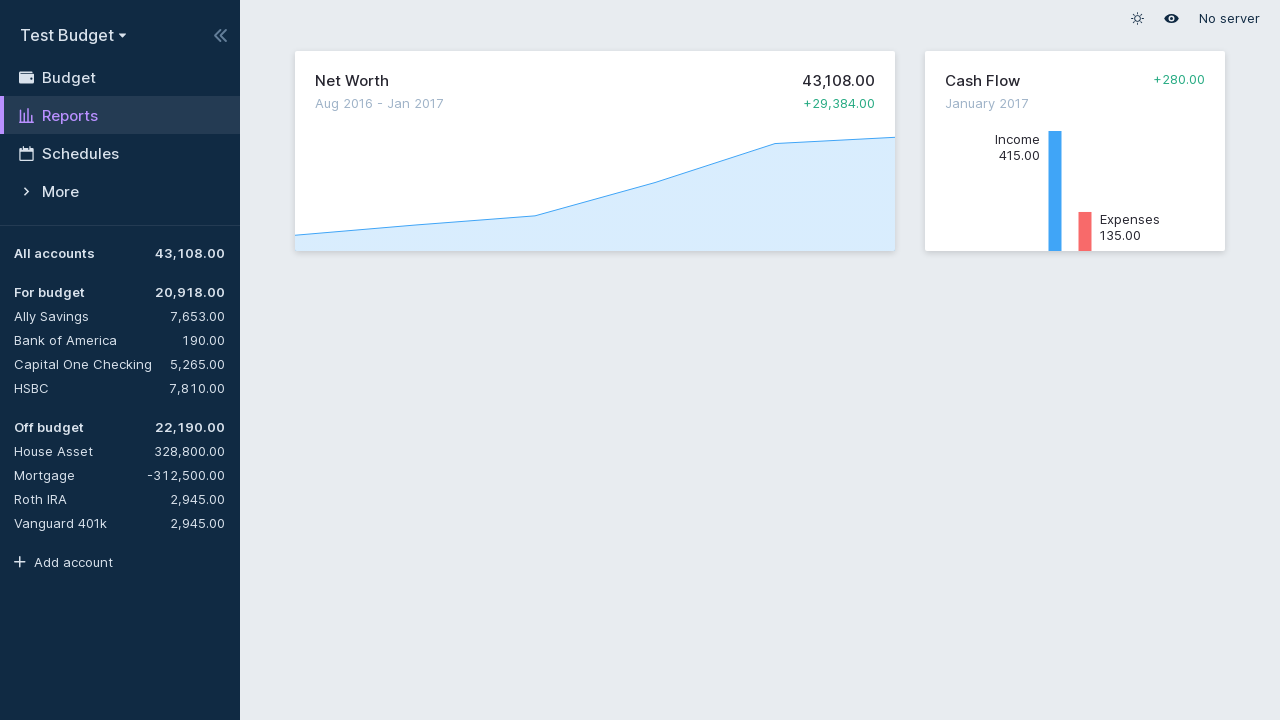 Test Budget
Budget
Reports
Schedules
More
All accounts 43,108.00
For budget 20,918.00
Ally Savings 7,653.00
Bank of America 190.00
Capital One Checking 5,265.00
HSBC 7,810.00
Off budget 22,190.00
House Asset 328,800.00
Mortgage -312,500.00
Roth IRA 2,945.00
Vanguard 401k 2,945.00
Add account
No server
Net Worth 43,108.00
Aug 2016 - Jan 2017 +29,384.00
Cash Flow +280.00
January 2017
Income
415.00
Expenses
135.00